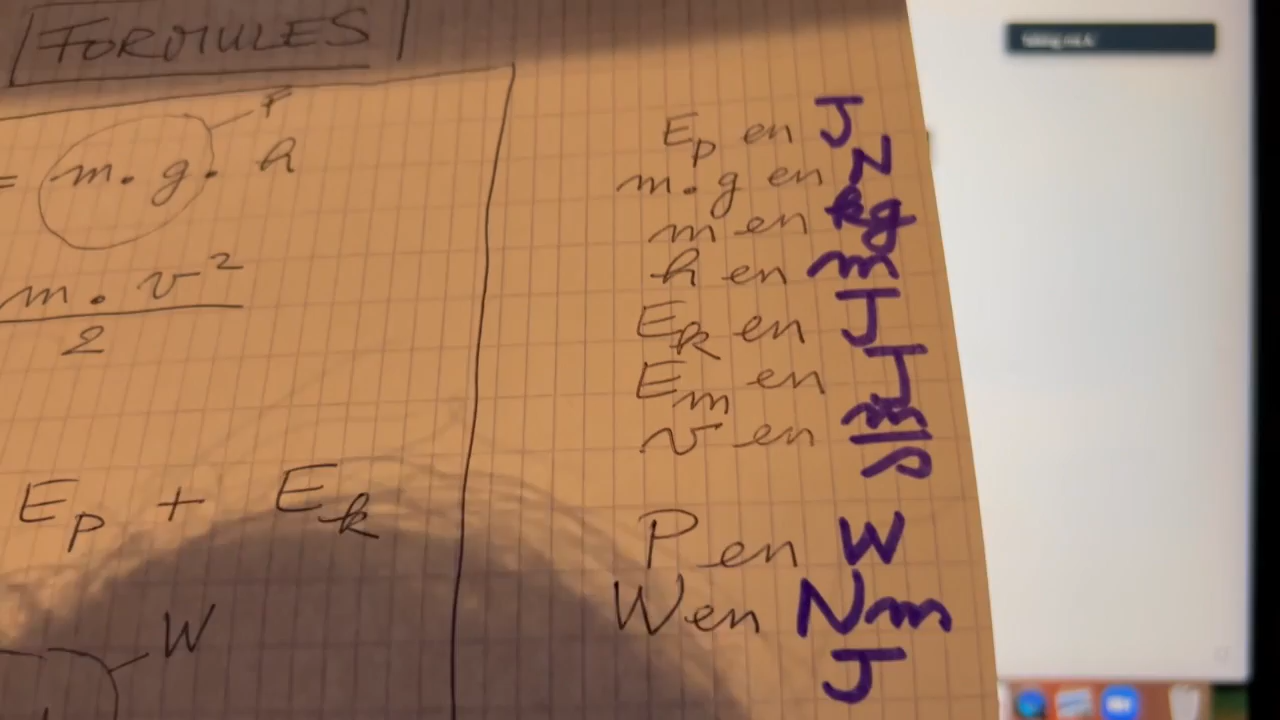 FORMULES
F
= m.g. h
m. v²
2
Ep + Ek
W
Ep en J
m.g en N
m en kg
h en m
Ek en J
Em en J
v en m/s
P en W
W en Nm
J